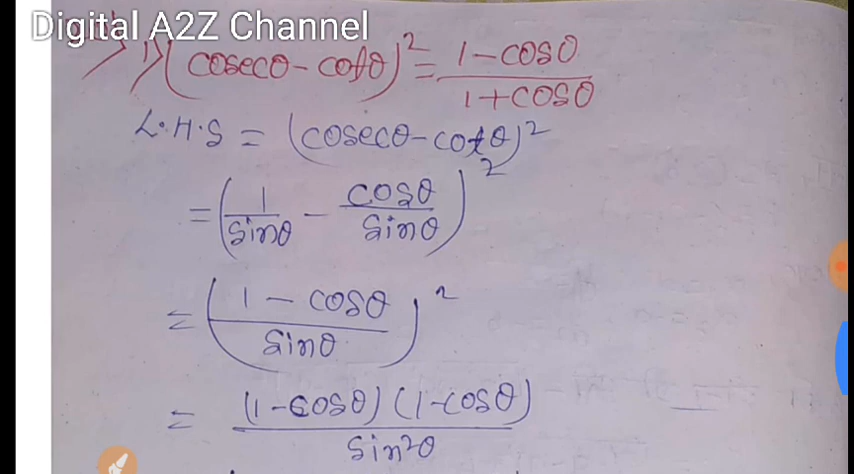 Digital A2Z Channel
1) (cosecθ - cotθ)² = 1-cosθ / 1+cosθ
L.H.S = (cosecθ - cotθ)²
= (1/sinθ - cosθ/sinθ)²
= (1 - cosθ / sinθ)²
= (1-cosθ) (1-cosθ) / sin²θ